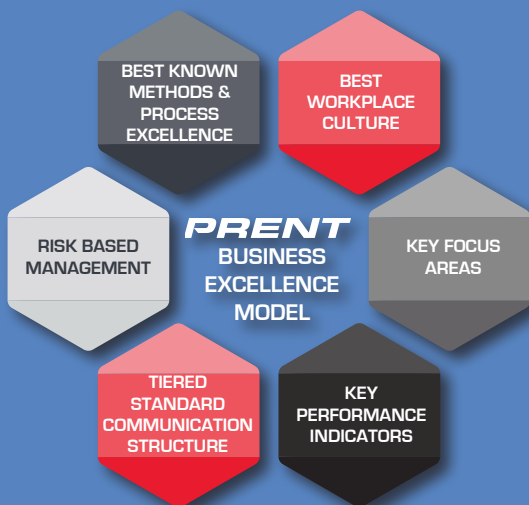 BEST KNOWN
METHODS &
PROCESS
EXCELLENCE
BEST
WORKPLACE
CULTURE
RISK BASED
MANAGEMENT
PRENT
BUSINESS
EXCELLENCE
MODEL
KEY FOCUS
AREAS
TIERED
STANDARD
COMMUNICATION
STRUCTURE
KEY
PERFORMANCE
INDICATORS